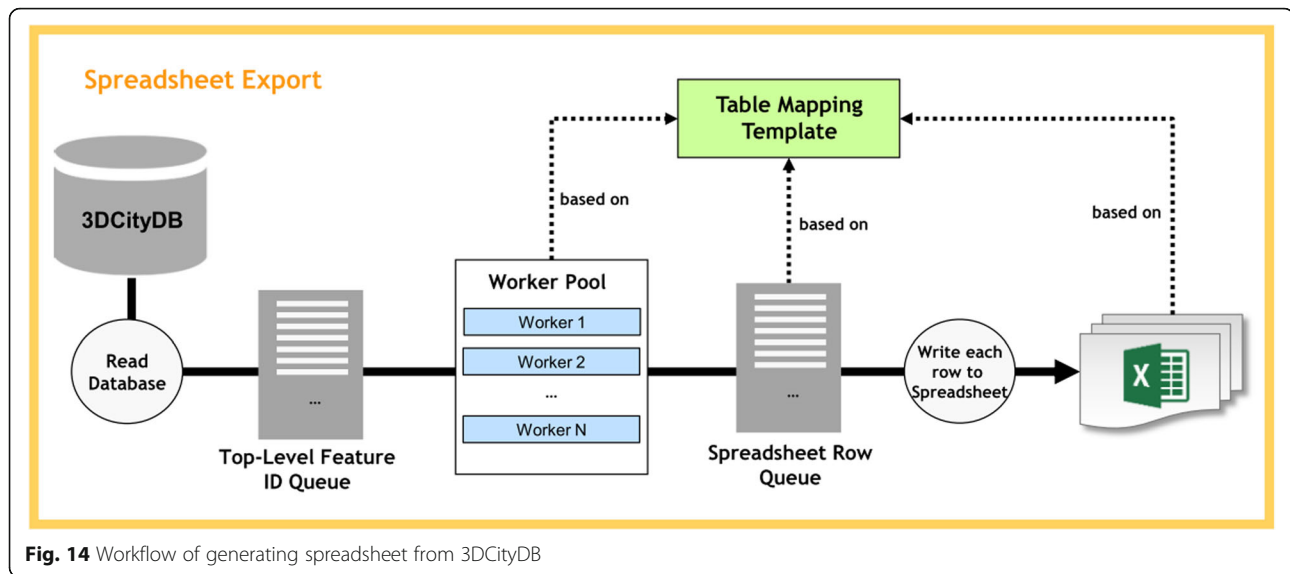 Spreadsheet Export
Table Mapping
Template
3DCityDB
based on
based on
based on
Worker Pool
Worker 1
Worker 2
...
Worker N
Read
Database
...
Top-Level Feature
ID Queue
...
Spreadsheet Row
Queue
Write each
row to
Spreadsheet
X
Fig. 14 Workflow of generating spreadsheet from 3DCityDB